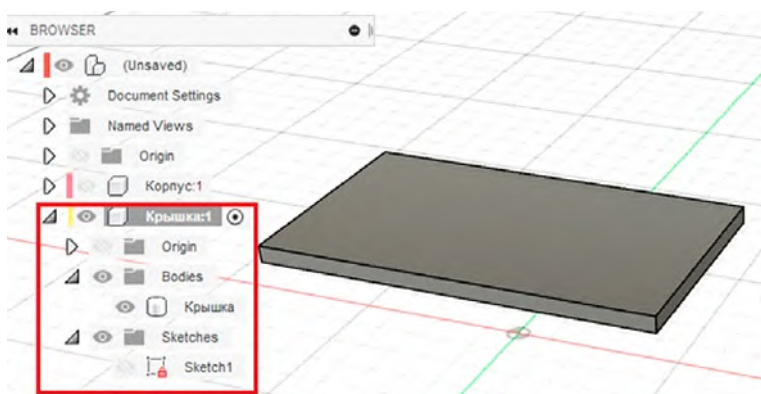 BROWSER
(Unsaved)
Document Settings
Named Views
Origin
Корпус:1
Крышка:1
Origin
Bodies
Крышка
Sketches
Sketch1